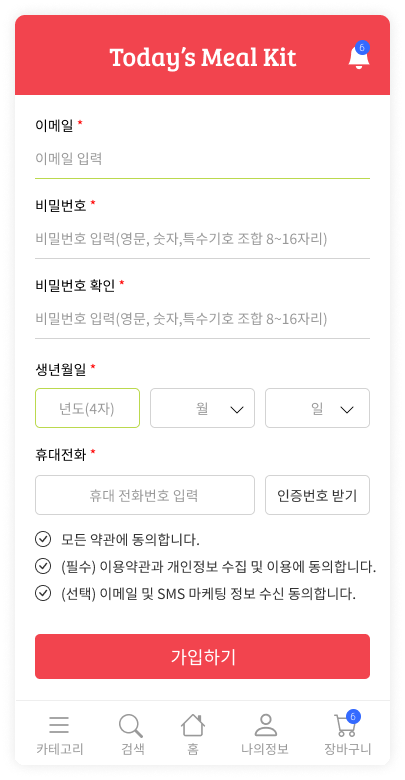 Today's Meal Kit
6
이메일 *
이메일 입력
비밀번호 *
비밀번호 입력(영문, 숫자,특수기호 조합 8~16자리)
비밀번호 확인 *
비밀번호 입력(영문, 숫자,특수기호 조합 8~16자리)
생년월일 *
년도(4자) 월 일
휴대전화 *
휴대 전화번호 입력 인증번호 받기
모든 약관에 동의합니다.
(필수) 이용약관과 개인정보 수집 및 이용에 동의합니다.
(선택) 이메일 및 SMS 마케팅 정보 수신 동의합니다.
가입하기
6
카테고리 검색 홈 나의정보 장바구니